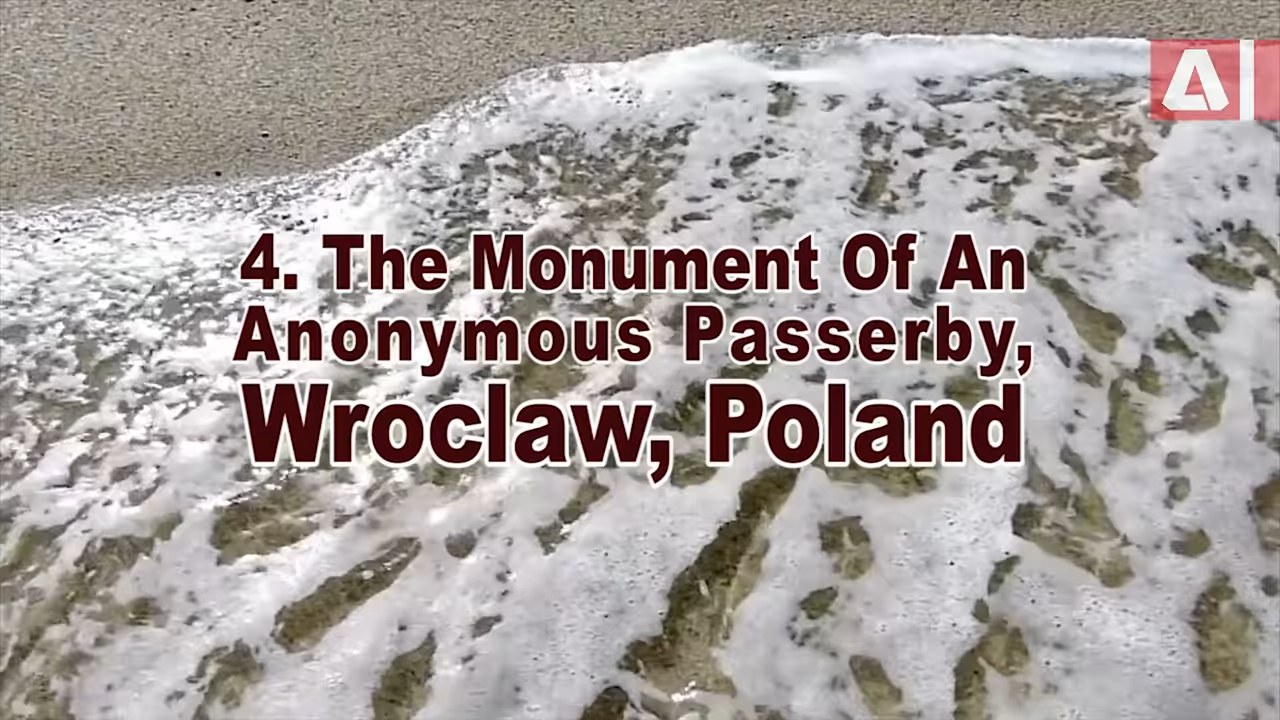 4. The Monument Of An
Anonymous Passerby,
Wroclaw, Poland